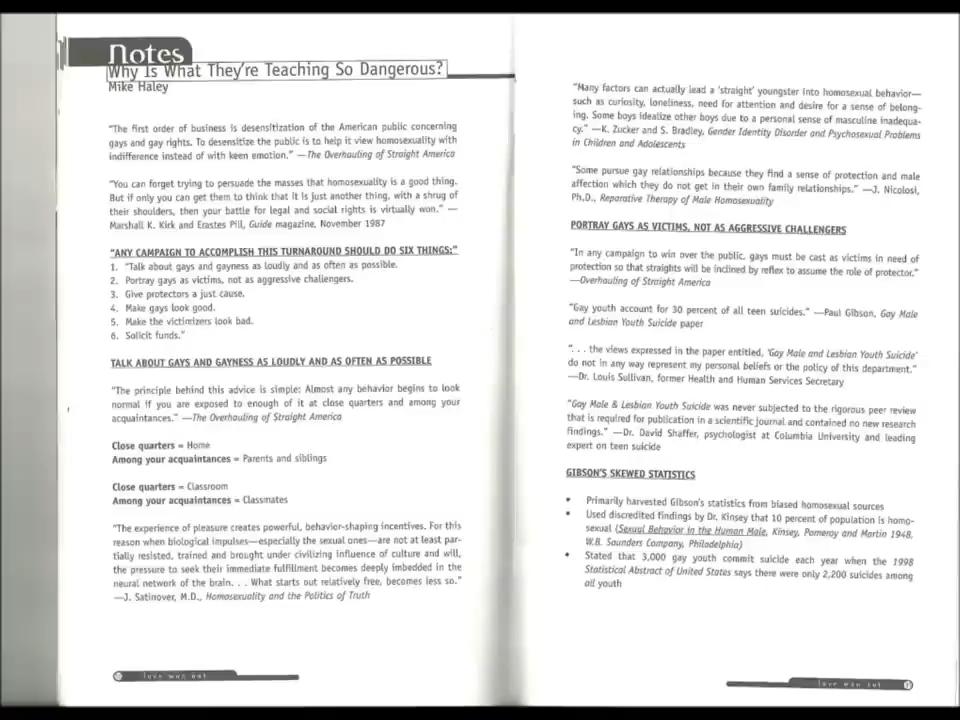 Notes
Why Is What They're Teaching So Dangerous?
Mike Haley
"The first order of business is desensitization of the American public concerning
gays and gay rights. To desensitize the public is to help it view homosexuality with
indifference instead of with keen emotion." —The Overhauling of Straight America
"You can forget trying to persuade the masses that homosexuality is a good thing.
But if only you can get them to think that it is just another thing, with a shrug of
their shoulders, then your battle for legal and social rights is virtually won." —
Marshall K. Kirk and Erastes Pill, Guide magazine, November 1987
"ANY CAMPAIGN TO ACCOMPLISH THIS TURNAROUND SHOULD DO SIX THINGS:"
1. "Talk about gays and gayness as loudly and as often as possible.
2. Portray gays as victims, not as aggressive challengers.
3. Give protectors a just cause.
4. Make gays look good.
5. Make the victimizers look bad.
6. Solicit funds."
TALK ABOUT GAYS AND GAYNESS AS LOUDLY AND AS OFTEN AS POSSIBLE
"The principle behind this advice is simple: Almost any behavior begins to look
normal if you are exposed to enough of it at close quarters and among your
acquaintances." —The Overhauling of Straight America
Close quarters = Home
Among your acquaintances = Parents and siblings
Close quarters = Classroom
Among your acquaintances = Classmates
"The experience of pleasure creates powerful, behavior-shaping incentives. For this
reason when biological impulses—especially the sexual ones—are not at least par-
tially resisted, trained and brought under civilizing influence of culture and will,
the pressure to seek their immediate fulfillment becomes deeply imbedded in the
neural network of the brain. . . What starts out relatively free, becomes less so."
—J. Satinover, M.D., Homosexuality and the Politics of Truth
love won out
"Many factors can actually lead a 'straight' youngster into homosexual behavior—
such as curiosity, loneliness, need for attention and desire for a sense of belong-
ing. Some boys idealize other boys due to a personal sense of masculine inadequa-
cy." —K. Zucker and S. Bradley, Gender Identity Disorder and Psychosexual Problems
in Children and Adolescents
"Some pursue gay relationships because they find a sense of protection and male
affection which they do not get in their own family relationships." —J. Nicolosi,
Ph.D., Reparative Therapy of Male Homosexuality
PORTRAY GAYS AS VICTIMS, NOT AS AGGRESSIVE CHALLENGERS
"In any campaign to win over the public, gays must be cast as victims in need of
protection so that straights will be inclined by reflex to assume the role of protector."
—Overhauling of Straight America
"Gay youth account for 30 percent of all teen suicides." —Paul Gibson, Gay Male
and Lesbian Youth Suicide paper
". . . the views expressed in the paper entitled, 'Gay Male and Lesbian Youth Suicide'
do not in any way represent my personal beliefs or the policy of this department."
—Dr. Louis Sullivan, former Health and Human Services Secretary
"Gay Male & Lesbian Youth Suicide was never subjected to the rigorous peer review
that is required for publication in a scientific journal and contained no new research
findings." —Dr. David Shaffer, psychologist at Columbia University and leading
expert on teen suicide
GIBSON'S SKEWED STATISTICS
• Primarily harvested Gibson's statistics from biased homosexual sources
• Used discredited findings by Dr. Kinsey that 10 percent of population is homo-
sexual (Sexual Behavior in the Human Male, Kinsey, Pomeroy and Martin 1948,
W.B. Saunders Company, Philadelphia)
• Stated that 3,000 gay youth commit suicide each year when the 1998
Statistical Abstract of United States says there were only 2,200 suicides among
all youth
love won out